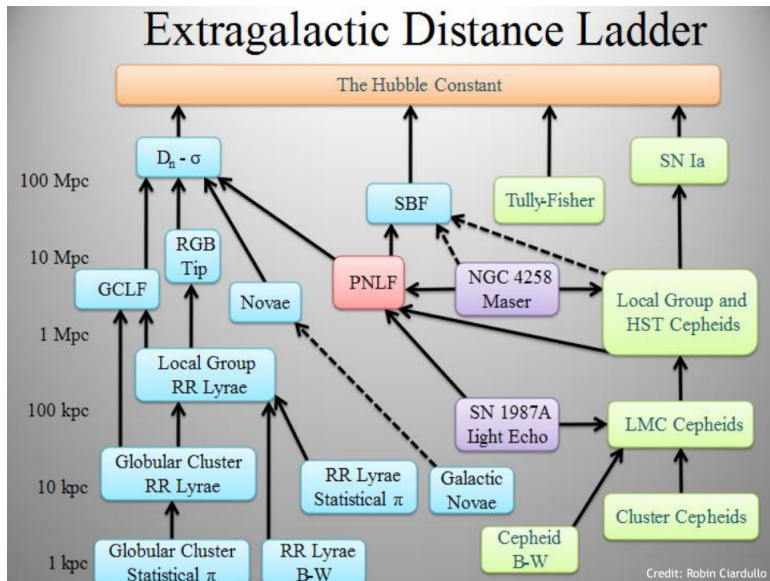 Extragalactic Distance Ladder
The Hubble Constant
Dₙ - σ
SN Ia
100 Mpc
SBF
Tully-Fisher
RGB
Tip
10 Mpc
GCLF
Novae
PNLF
NGC 4258
Maser
Local Group and
HST Cepheids
1 Mpc
Local Group
RR Lyrae
100 kpc
SN 1987A
Light Echo
LMC Cepheids
Globular Cluster
RR Lyrae
RR Lyrae
Statistical π
Galactic
Novae
10 kpc
Cepheid
B-W
Cluster Cepheids
1 kpc
Globular Cluster
Statistical π
RR Lyrae
B-W
Credit: Robin Ciardullo